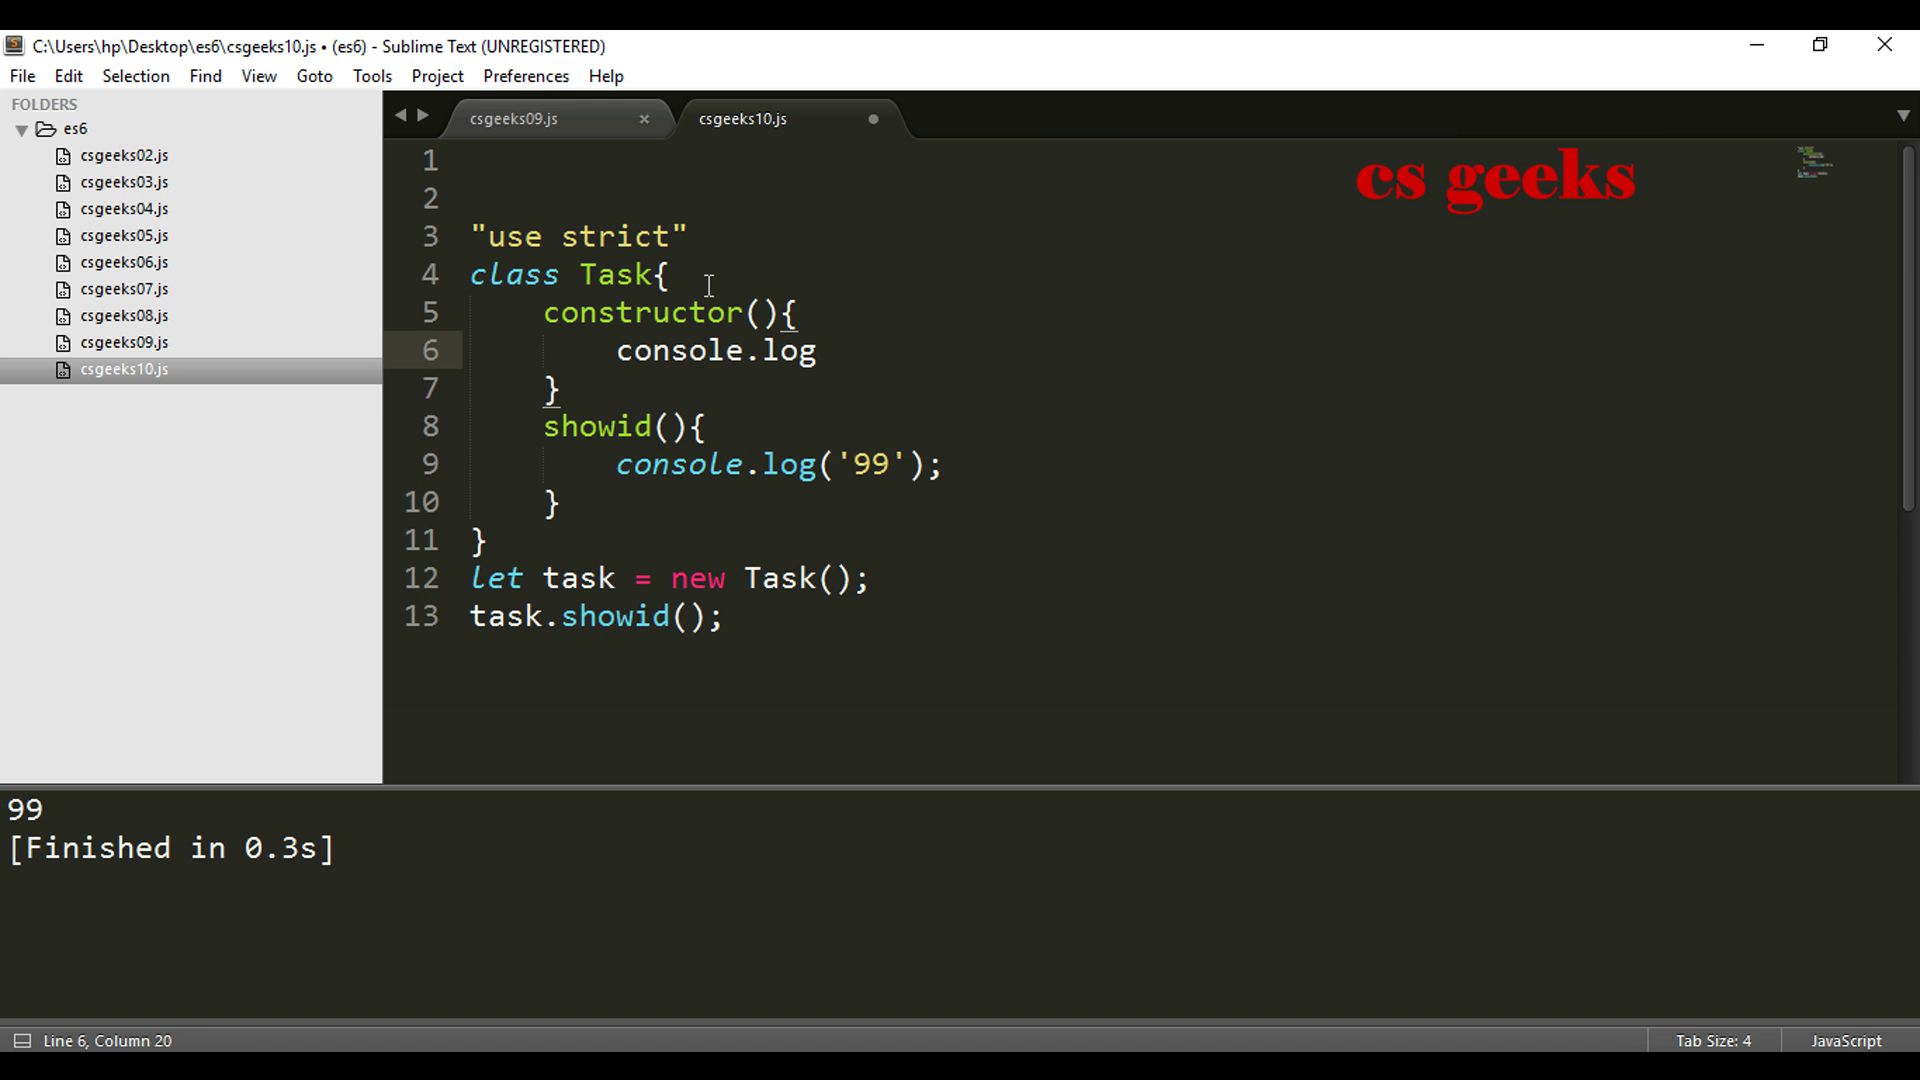 C:\Users\hp\Desktop\es6\csgeeks10.js • (es6) - Sublime Text (UNREGISTERED)
File Edit Selection Find View Goto Tools Project Preferences Help
FOLDERS
es6
csgeeks02.js
csgeeks03.js
csgeeks04.js
csgeeks05.js
csgeeks06.js
csgeeks07.js
csgeeks08.js
csgeeks09.js
csgeeks10.js
csgeeks09.js × csgeeks10.js
cs geeks
1
2
3 "use strict"
4 class Task{
5 constructor(){
6 console.log
7 }
8 showid(){
9 console.log('99');
10 }
11 }
12 let task = new Task();
13 task.showid();
99
[Finished in 0.3s]
Line 6, Column 20 Tab Size: 4 JavaScript